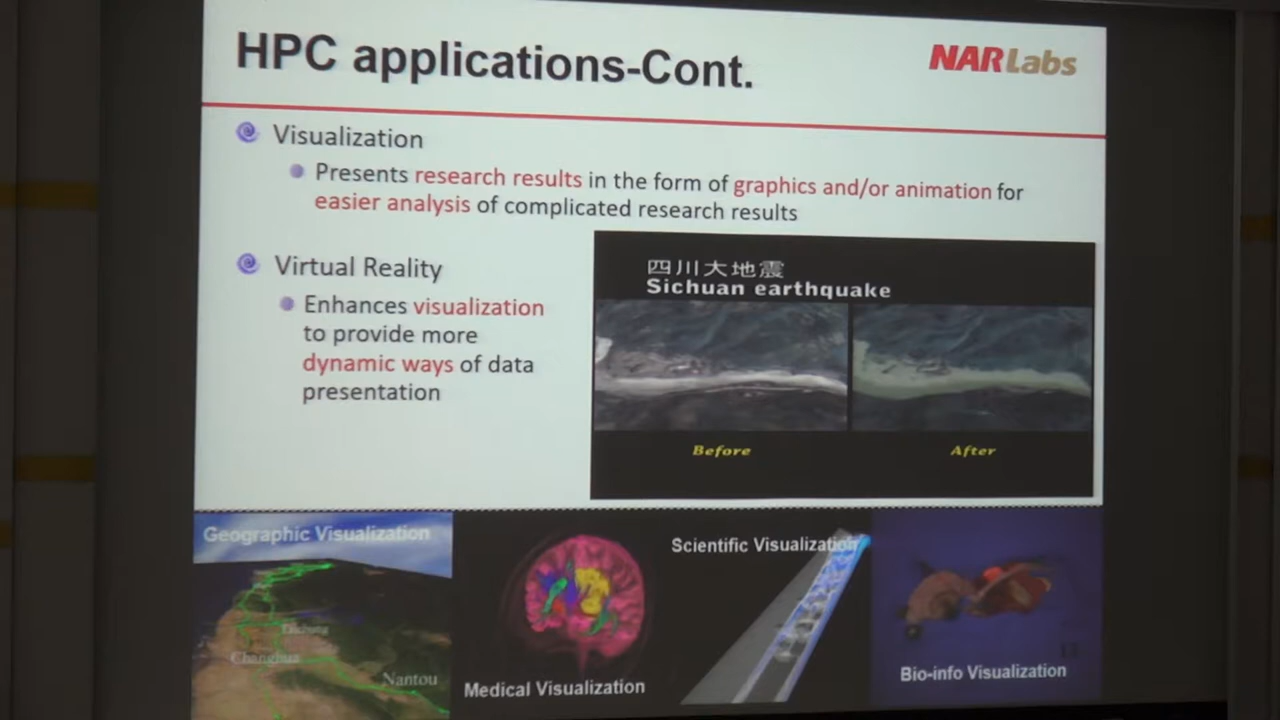 HPC applications-Cont.
NARLabs
Visualization
Presents research results in the form of graphics and/or animation for
easier analysis of complicated research results
Virtual Reality
Enhances visualization
to provide more
dynamic ways of data
presentation
四川大地震
Sichuan earthquake
Before
After
Geographic Visualization
Changhua
Nantou
Medical Visualization
Scientific Visualization
Bio-info Visualization